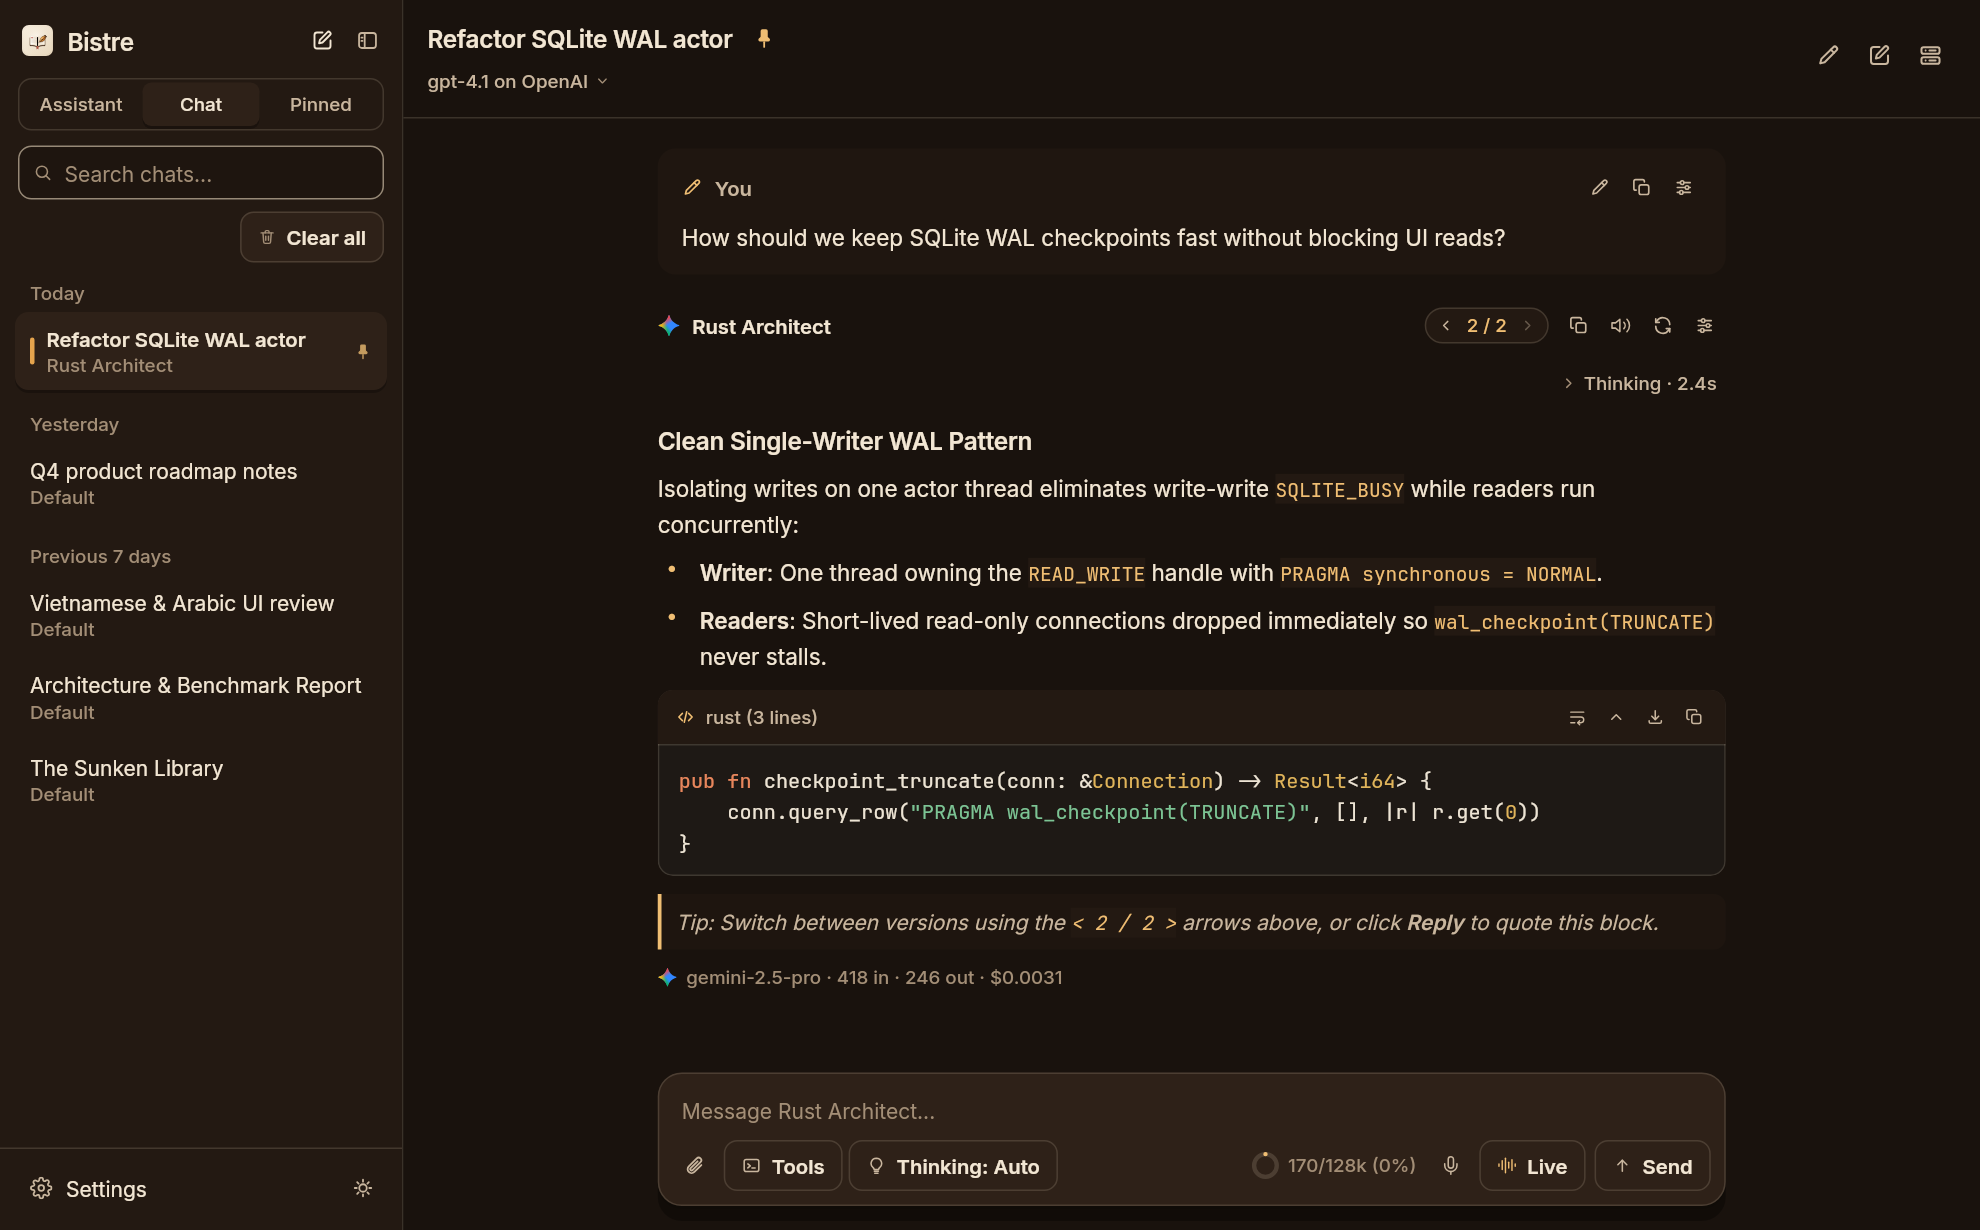 Bistre
Assistant
Chat
Pinned
Search chats...
Clear all
Today
Refactor SQLite WAL actor
Rust Architect
Yesterday
Q4 product roadmap notes
Default
Previous 7 days
Vietnamese & Arabic UI review
Default
Architecture & Benchmark Report
Default
The Sunken Library
Default
Settings
Refactor SQLite WAL actor
gpt-4.1 on OpenAI
You
How should we keep SQLite WAL checkpoints fast without blocking UI reads?
Rust Architect
2 / 2
Thinking · 2.4s
Clean Single-Writer WAL Pattern
Isolating writes on one actor thread eliminates write-write SQLITE_BUSY while readers run
concurrently:
• Writer: One thread owning the READ_WRITE handle with PRAGMA synchronous = NORMAL.
• Readers: Short-lived read-only connections dropped immediately so wal_checkpoint(TRUNCATE)
never stalls.
rust (3 lines)
pub fn checkpoint_truncate(conn: &Connection) -> Result<i64> {
    conn.query_row("PRAGMA wal_checkpoint(TRUNCATE)", [], |r| r.get(0))
}
Tip: Switch between versions using the < 2 / 2 > arrows above, or click Reply to quote this block.
gemini-2.5-pro · 418 in · 246 out · $0.0031
Message Rust Architect...
Tools
Thinking: Auto
170/128k (0%)
Live
Send